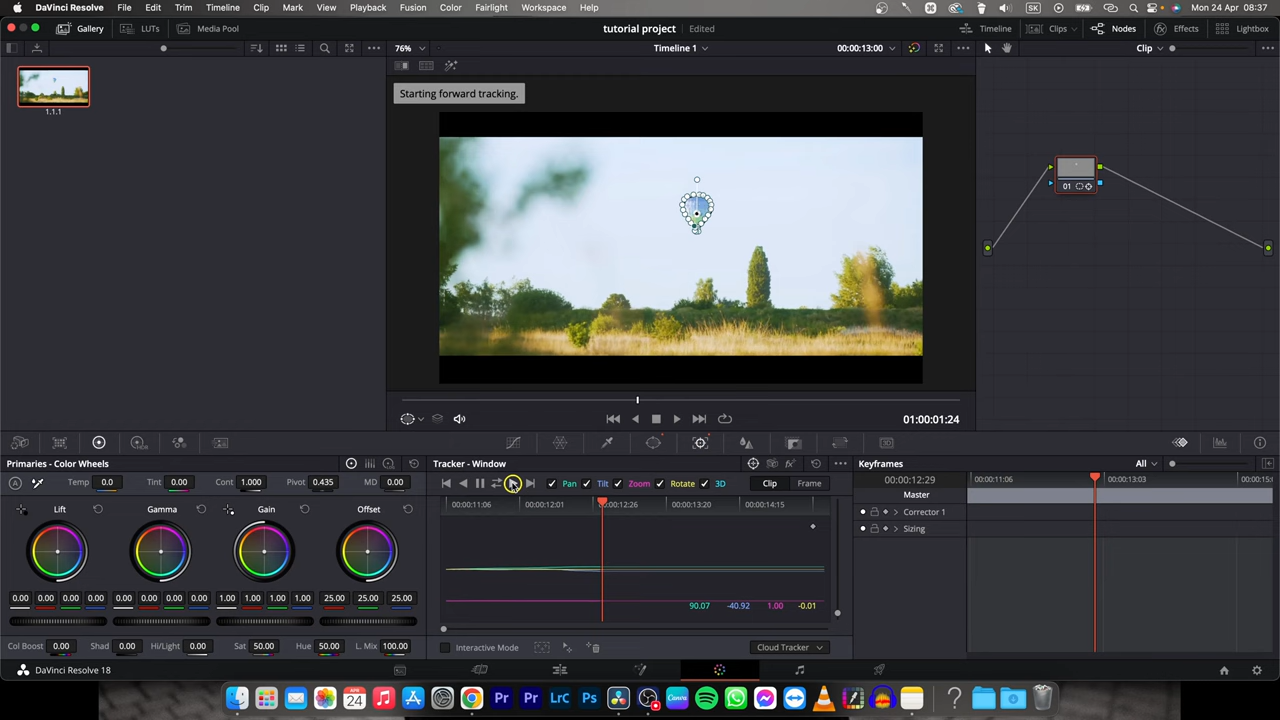 DaVinci Resolve File Edit Trim Timeline Clip Mark View Playback Fusion Color Fairlight Workspace Help Mon 24 Apr 08:37
Gallery LUTs Media Pool tutorial project Edited Timeline Clips Nodes Effects Lightbox
76% Timeline 1 00:00:13:00 Clip
Starting forward tracking.
1.1.1
01
01:00:01:24
Primaries - Color Wheels Tracker - Window Keyframes All
Temp 0.0 Tint 0.00 Cont 1.000 Pivot 0.435 MD 0.00 Pan Tilt Zoom Rotate 3D Clip Frame 00:00:12:29 00:00:11:06 00:00:13:03
Master
Lift Gamma Gain Offset 00:00:11:06 00:00:12:01 00:00:12:26 00:00:13:20 00:00:14:15 Corrector 1
Sizing
0.00 0.00 0.00 0.00 0.00 0.00 0.00 0.00 1.00 1.00 1.00 1.00 25.00 25.00 25.00 90.07 -40.92 1.00 -0.01
Col Boost 0.00 Shad 0.00 Hi/Light 0.00 Sat 50.00 Hue 50.00 L. Mix 100.00 Interactive Mode Cloud Tracker
DaVinci Resolve 18
APR 24 Pr Pr LrC Ps Canva